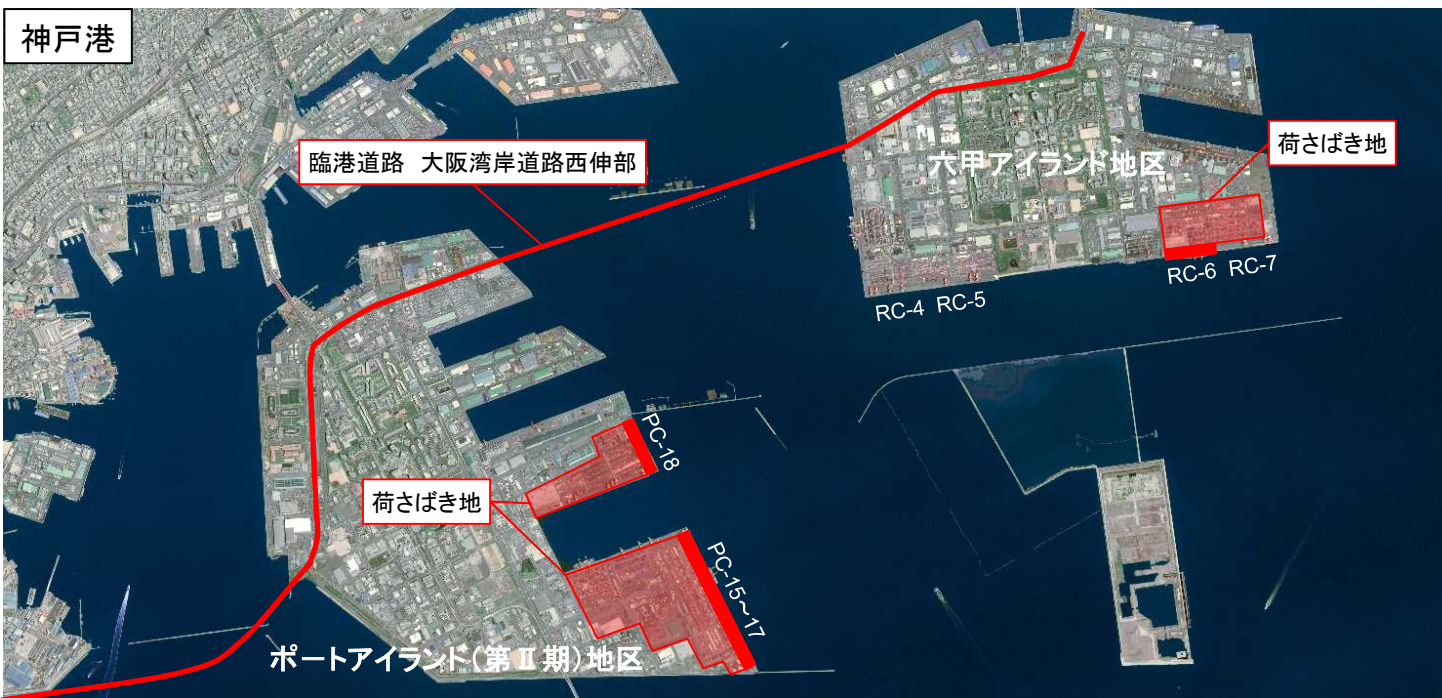 神戸港
臨港道路 大阪湾岸道路西伸部
荷さばき地
六甲アイランド地区
RC-6 RC-7
RC-4 RC-5
PC-18
荷さばき地
PC-15～17
ポートアイランド(第Ⅱ期)地区